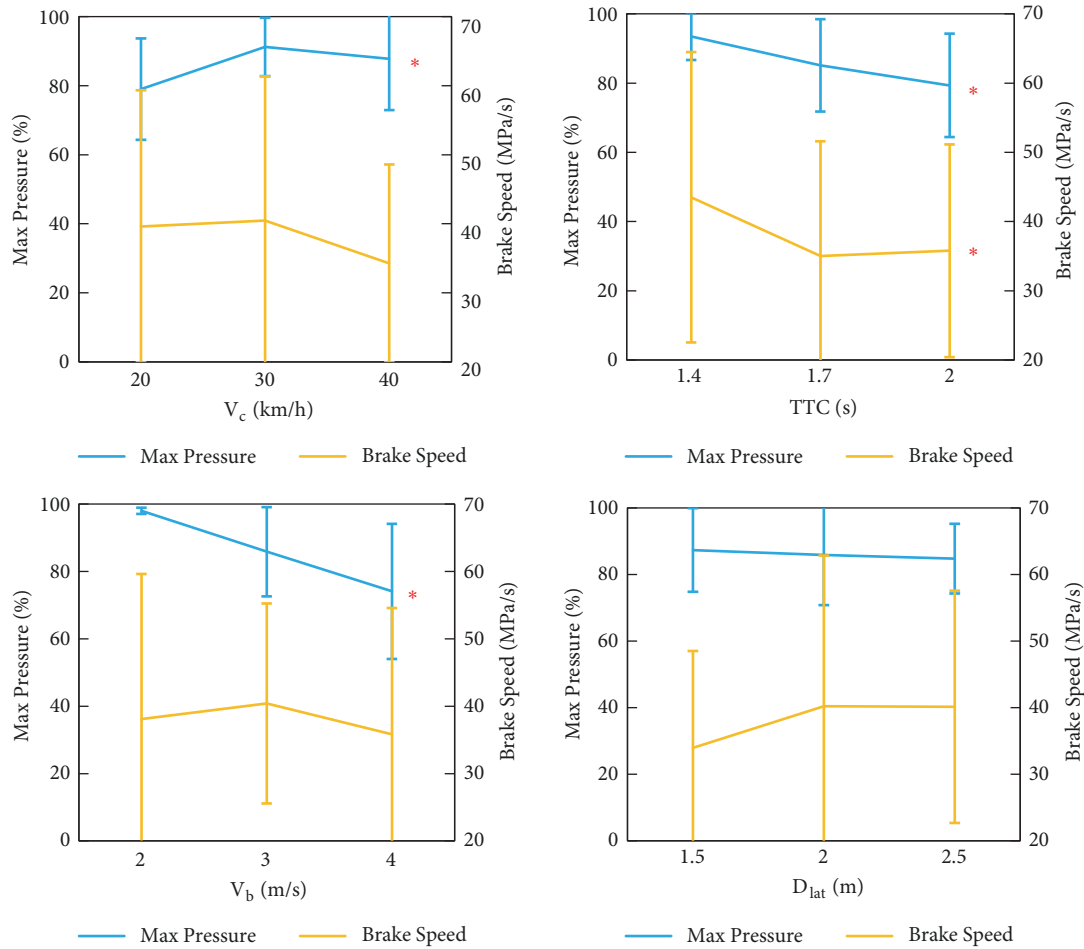 100
80
60
40
20
0
Max Pressure (%)
70
60
50
40
30
20
Brake Speed (MPa/s)
*
20 30 40
V_c (km/h)
Max Pressure Brake Speed
100
80
60
40
20
0
Max Pressure (%)
70
60
50
40
30
20
Brake Speed (MPa/s)
*
*
1.4 1.7 2
TTC (s)
Max Pressure Brake Speed
100
80
60
40
20
0
Max Pressure (%)
70
60
50
40
30
20
Brake Speed (MPa/s)
*
2 3 4
V_b (m/s)
Max Pressure Brake Speed
100
80
60
40
20
0
Max Pressure (%)
70
60
50
40
30
20
Brake Speed (MPa/s)
1.5 2 2.5
D_lat (m)
Max Pressure Brake Speed